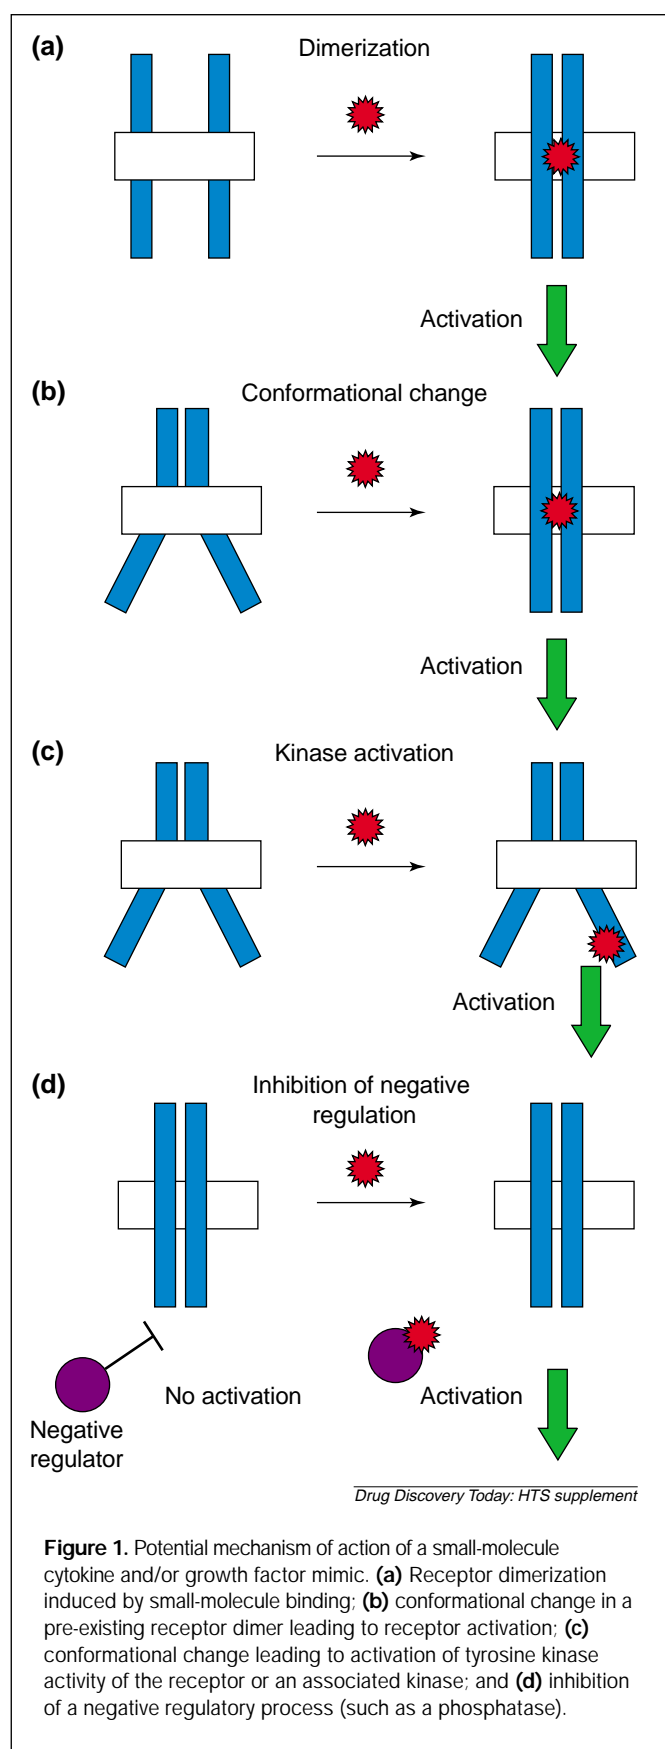 (a)
Dimerization
Activation
(b)
Conformational change
Activation
(c)
Kinase activation
Activation
(d)
Inhibition of negative
regulation
No activation
Activation
Negative
regulator
Drug Discovery Today: HTS supplement
Figure 1. Potential mechanism of action of a small-molecule
cytokine and/or growth factor mimic. (a) Receptor dimerization
induced by small-molecule binding; (b) conformational change in a
pre-existing receptor dimer leading to receptor activation; (c)
conformational change leading to activation of tyrosine kinase
activity of the receptor or an associated kinase; and (d) inhibition
of a negative regulatory process (such as a phosphatase).